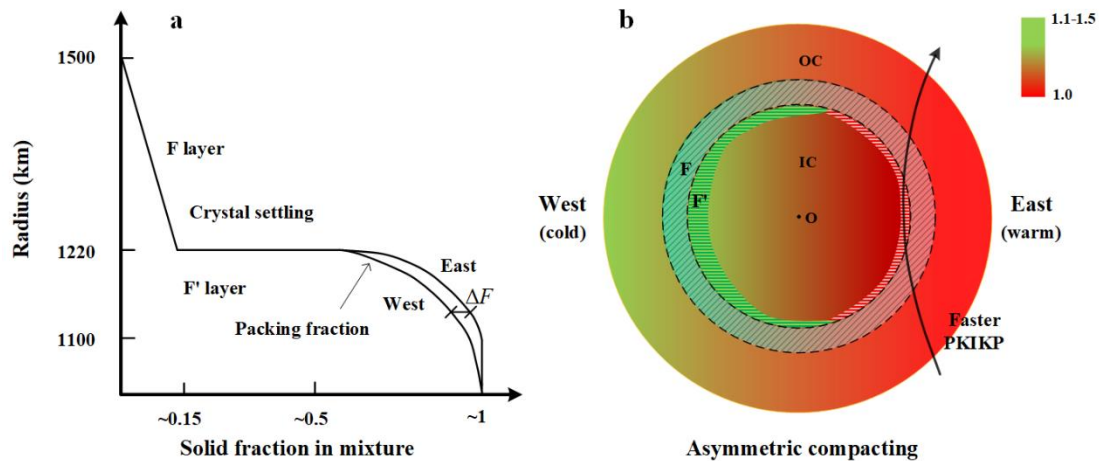 a
Radius (km)
1500
1220
1100
F layer
Crystal settling
F' layer
Packing fraction
East
West
ΔF
~0.15
~0.5
~1
Solid fraction in mixture
b
OC
IC
F
F'
O
West
(cold)
East
(warm)
Faster
PKIKP
1.1-1.5
1.0
Asymmetric compacting